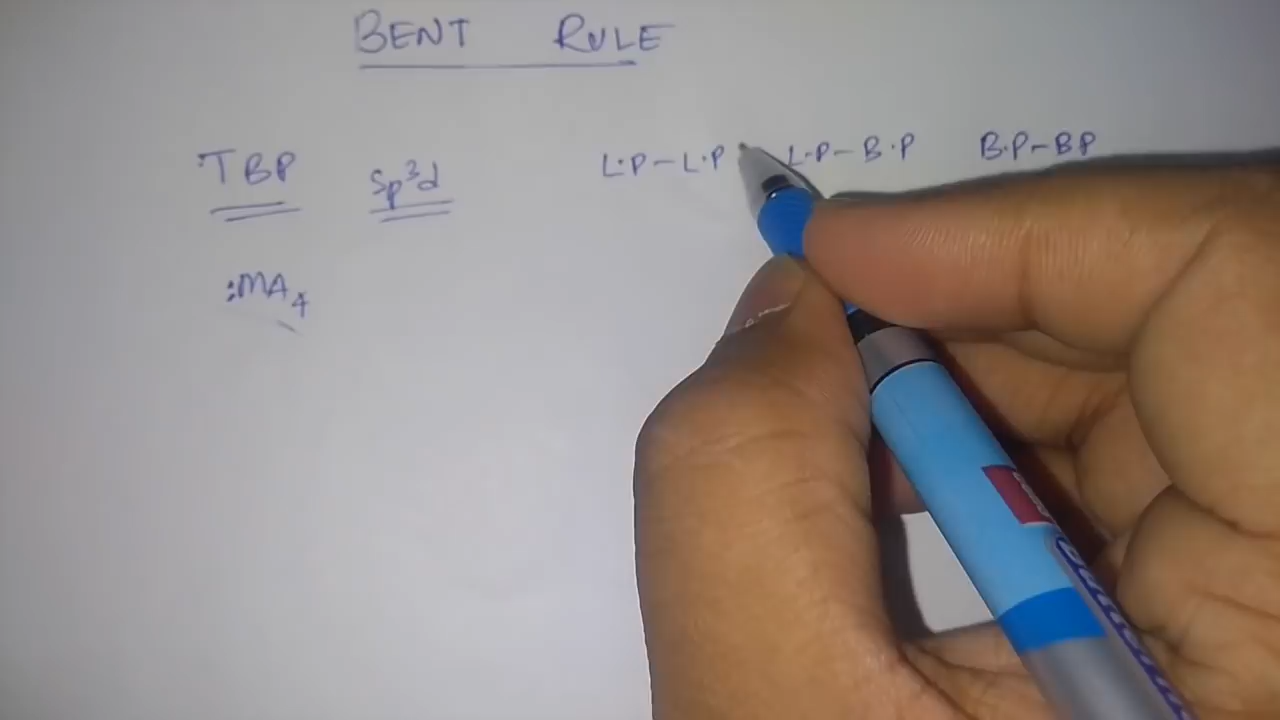 BENT RULE
TBP sp³d L.P-L.P L.P-B.P B.P-BP
:MA₄